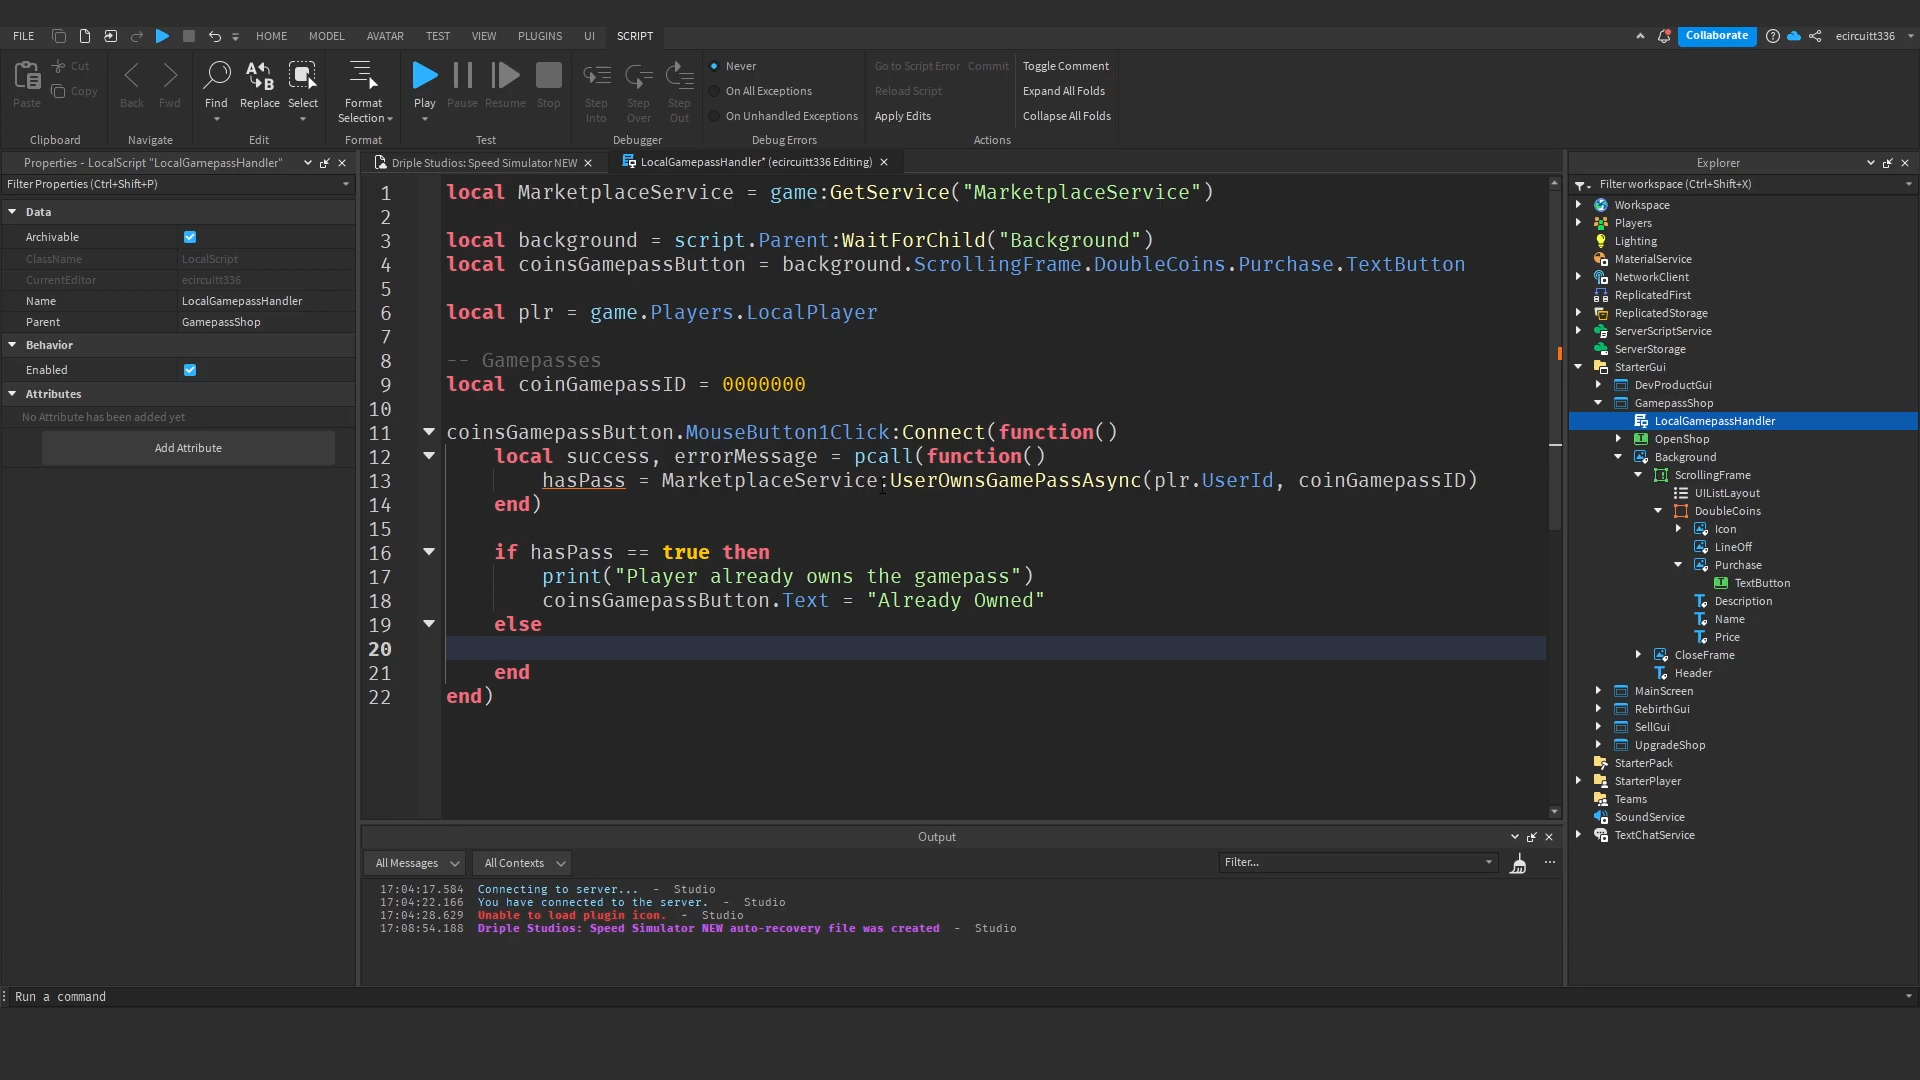 FILE HOME MODEL AVATAR TEST VIEW PLUGINS UI SCRIPT Collaborate ecircuitt336
Paste Cut Copy Back Fwd Find Replace Select Format Selection Play Pause Resume Stop Step Into Step Over Step Out
Never
On All Exceptions
On Unhandled Exceptions
Go to Script Error Commit
Reload Script
Apply Edits
Toggle Comment
Expand All Folds
Collapse All Folds
Clipboard Navigate Edit Format Test Debugger Debug Errors Actions
Properties - LocalScript "LocalGamepassHandler"
Filter Properties (Ctrl+Shift+P)
Data
Archivable
ClassName LocalScript
CurrentEditor ecircuitt336
Name LocalGamepassHandler
Parent GamepassShop
Behavior
Enabled
Attributes
No Attribute has been added yet
Add Attribute
Driple Studios: Speed Simulator NEW
LocalGamepassHandler* (ecircuitt336 Editing)
1 local MarketplaceService = game:GetService("MarketplaceService")
2
3 local background = script.Parent:WaitForChild("Background")
4 local coinsGamepassButton = background.ScrollingFrame.DoubleCoins.Purchase.TextButton
5
6 local plr = game.Players.LocalPlayer
7
8 -- Gamepasses
9 local coinGamepassID = 0000000
10
11 coinsGamepassButton.MouseButton1Click:Connect(function()
12 local success, errorMessage = pcall(function()
13 hasPass = MarketplaceService:UserOwnsGamePassAsync(plr.UserId, coinGamepassID)
14 end)
15
16 if hasPass == true then
17 print("Player already owns the gamepass")
18 coinsGamepassButton.Text = "Already Owned"
19 else
20
21 end
22 end)
Output
All Messages All Contexts Filter...
17:04:17.584 Connecting to server... - Studio
17:04:22.166 You have connected to the server. - Studio
17:04:28.629 Unable to load plugin icon. - Studio
17:08:54.188 Driple Studios: Speed Simulator NEW auto-recovery file was created - Studio
Explorer
Filter workspace (Ctrl+Shift+X)
Workspace
Players
Lighting
MaterialService
NetworkClient
ReplicatedFirst
ReplicatedStorage
ServerScriptService
ServerStorage
StarterGui
DevProductGui
GamepassShop
LocalGamepassHandler
OpenShop
Background
ScrollingFrame
UIListLayout
DoubleCoins
Icon
LineOff
Purchase
TextButton
Description
Name
Price
CloseFrame
Header
MainScreen
RebirthGui
SellGui
UpgradeShop
StarterPack
StarterPlayer
Teams
SoundService
TextChatService
Run a command